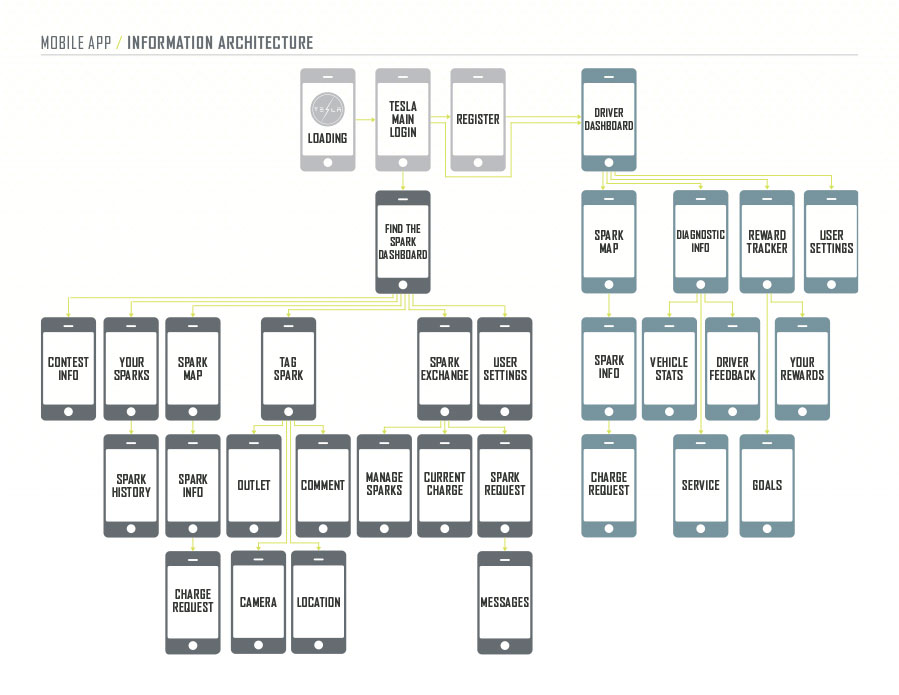 MOBILE APP / INFORMATION ARCHITECTURE
TESLA
LOADING
TESLA
MAIN
LOGIN
REGISTER
DRIVER
DASHBOARD
FIND THE
SPARK
DASHBOARD
SPARK
MAP
DIAGNOSTIC
INFO
REWARD
TRACKER
USER
SETTINGS
CONTEST
INFO
YOUR
SPARKS
SPARK
MAP
TAG
SPARK
SPARK
EXCHANGE
USER
SETTINGS
SPARK
INFO
VEHICLE
STATS
DRIVER
FEEDBACK
YOUR
REWARDS
SPARK
HISTORY
SPARK
INFO
OUTLET
COMMENT
MANAGE
SPARKS
CURRENT
CHARGE
SPARK
REQUEST
CHARGE
REQUEST
SERVICE
GOALS
CHARGE
REQUEST
CAMERA
LOCATION
MESSAGES